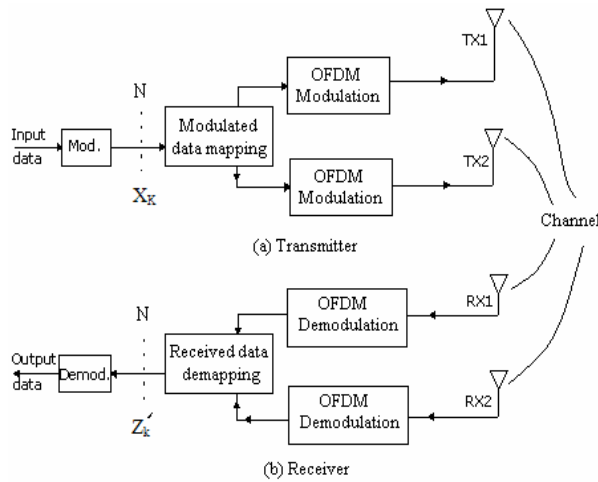 TX1
OFDM
Modulation
N
Input
data
Mod.
Modulated
data mapping
X_K
TX2
OFDM
Modulation
Channel
(a) Transmitter
RX1
OFDM
Demodulation
N
Output
data
Demod.
Received data
demapping
Z_k'
RX2
OFDM
Demodulation
(b) Receiver